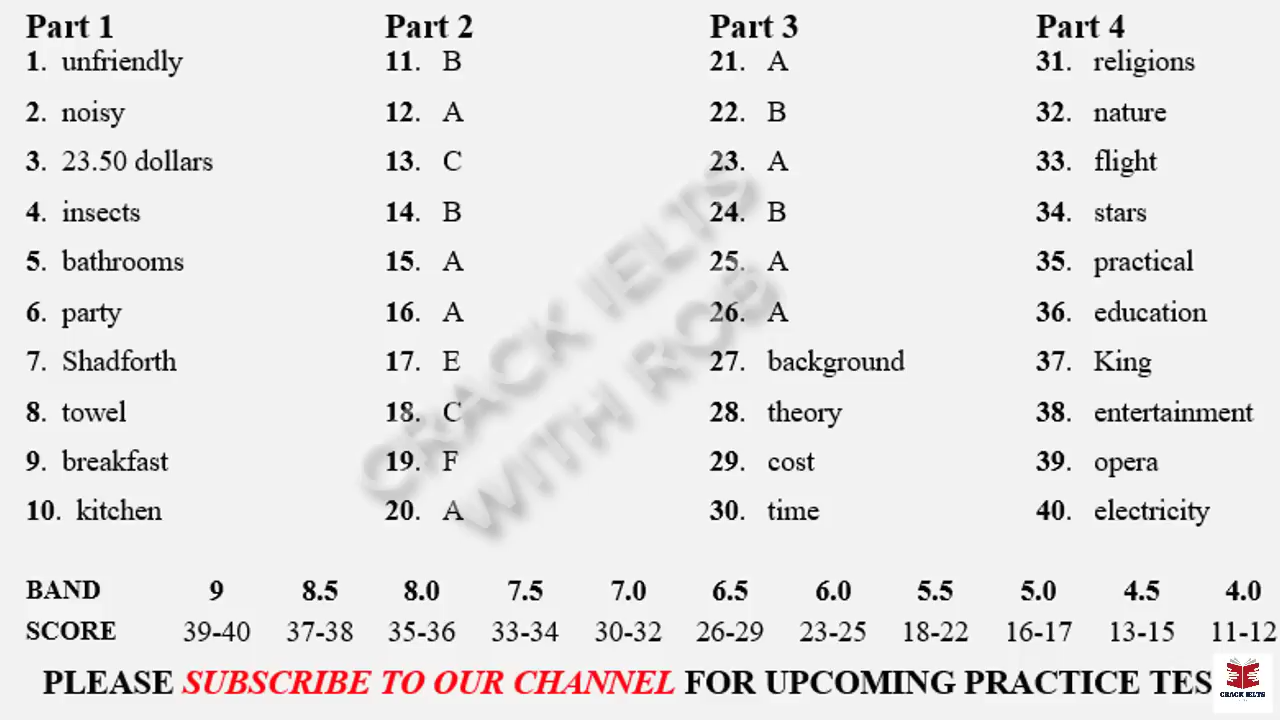 Part 1 Part 2 Part 3 Part 4
1. unfriendly 11. B 21. A 31. religions
2. noisy 12. A 22. B 32. nature
3. 23.50 dollars 13. C 23. A 33. flight
4. insects 14. B 24. B 34. stars
5. bathrooms 15. A 25. A 35. practical
6. party 16. A 26. A 36. education
7. Shadforth 17. E 27. background 37. King
8. towel 18. C 28. theory 38. entertainment
9. breakfast 19. F 29. cost 39. opera
10. kitchen 20. A 30. time 40. electricity
CRACK IELTS
WITH ROB
BAND 9 8.5 8.0 7.5 7.0 6.5 6.0 5.5 5.0 4.5 4.0
SCORE 39-40 37-38 35-36 33-34 30-32 26-29 23-25 18-22 16-17 13-15 11-12
PLEASE SUBSCRIBE TO OUR CHANNEL FOR UPCOMING PRACTICE TES
CRACK IELTS